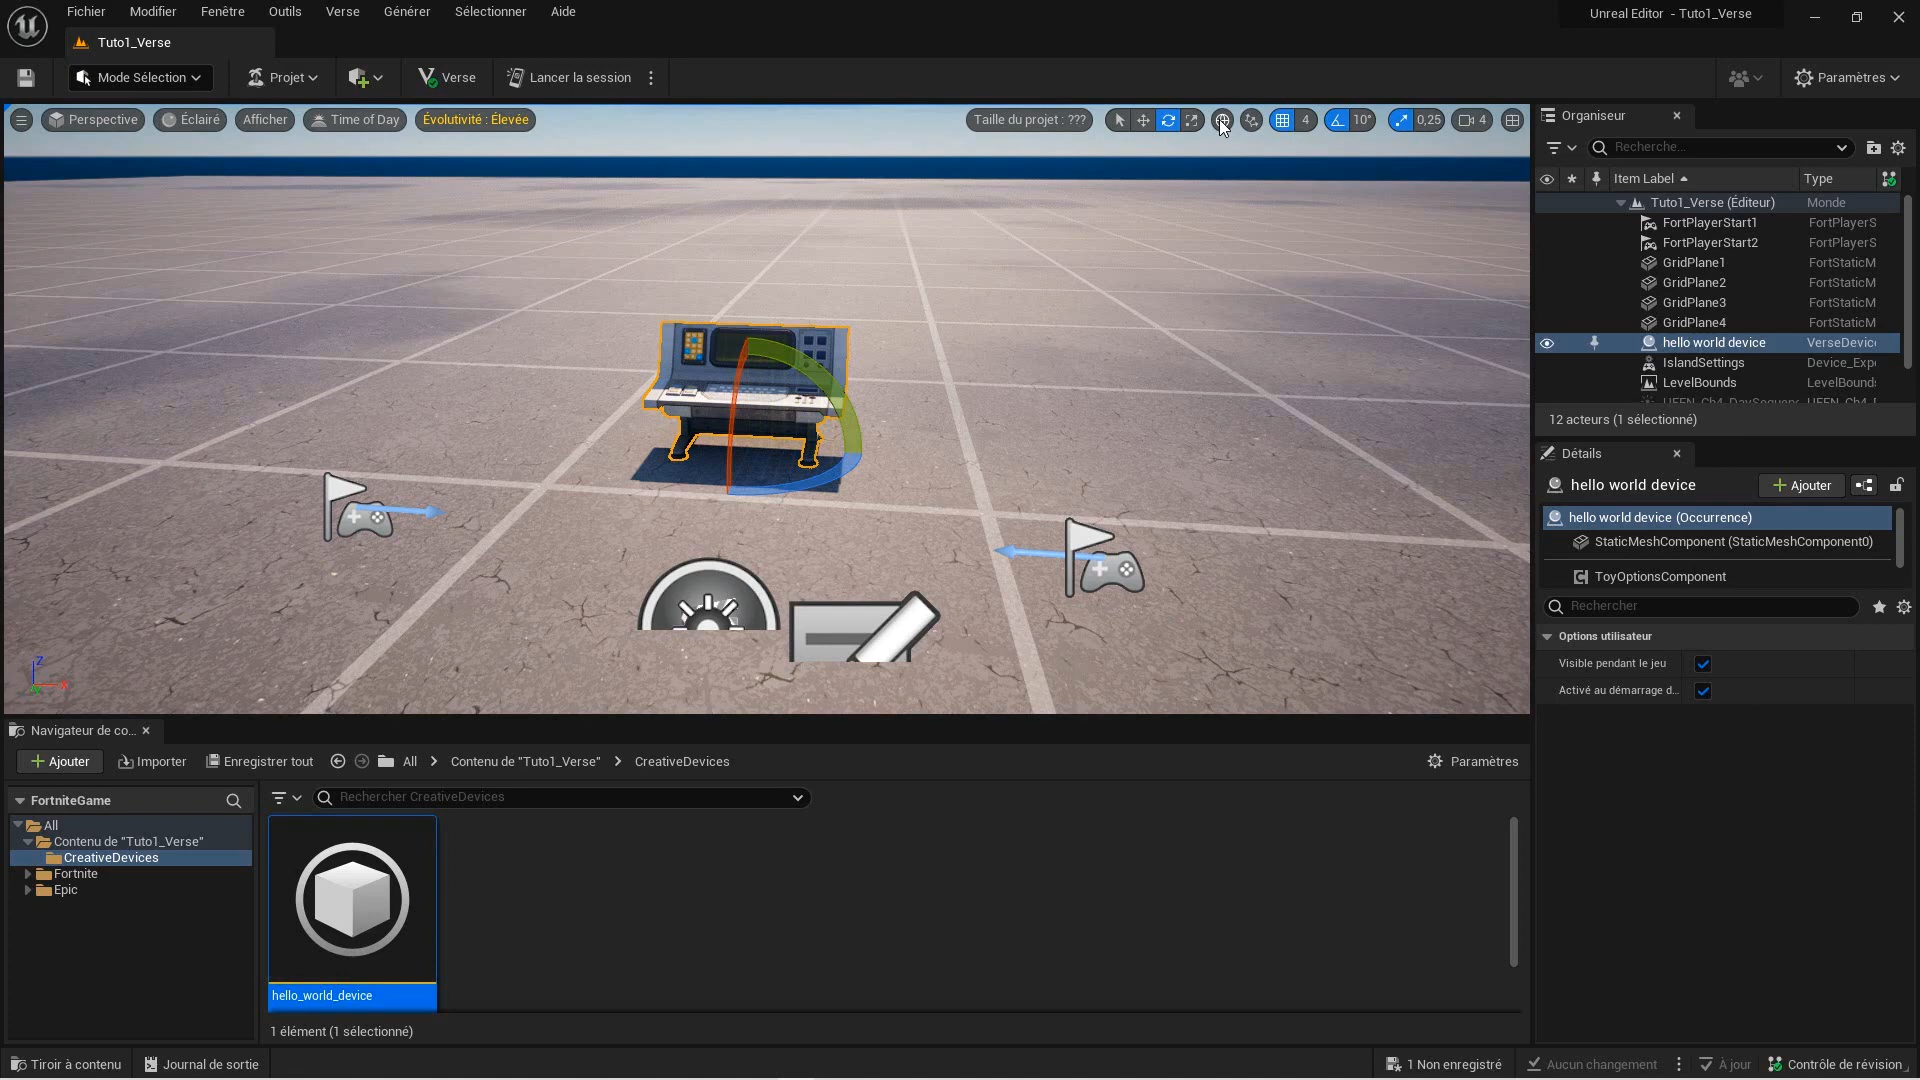 Fichier Modifier Fenêtre Outils Verse Générer Sélectionner Aide
Unreal Editor - Tuto1_Verse
Tuto1_Verse
Mode Sélection Projet Verse Lancer la session Paramètres
Perspective Éclairé Afficher Time of Day Évolutivité : Élevée Taille du projet : ??? 4 10° 0,25 4
Organiseur
Recherche...
Item Label Type
Tuto1_Verse (Éditeur) Monde
FortPlayerStart1 FortPlayerS
FortPlayerStart2 FortPlayerS
GridPlane1 FortStaticM
GridPlane2 FortStaticM
GridPlane3 FortStaticM
GridPlane4 FortStaticM
hello world device VerseDevic
IslandSettings Device_Exp
LevelBounds LevelBound
12 acteurs (1 sélectionné)
Détails
hello world device Ajouter
hello world device (Occurrence)
StaticMeshComponent (StaticMeshComponent0)
ToyOptionsComponent
Rechercher
Options utilisateur
Visible pendant le jeu
Activé au démarrage d...
Z
Navigateur de co...
Ajouter Importer Enregistrer tout All Contenu de "Tuto1_Verse" CreativeDevices Paramètres
FortniteGame
Rechercher CreativeDevices
All
Contenu de "Tuto1_Verse"
CreativeDevices
Fortnite
Epic
hello_world_device
1 élément (1 sélectionné)
Tiroir à contenu Journal de sortie 1 Non enregistré Aucun changement À jour Contrôle de révision